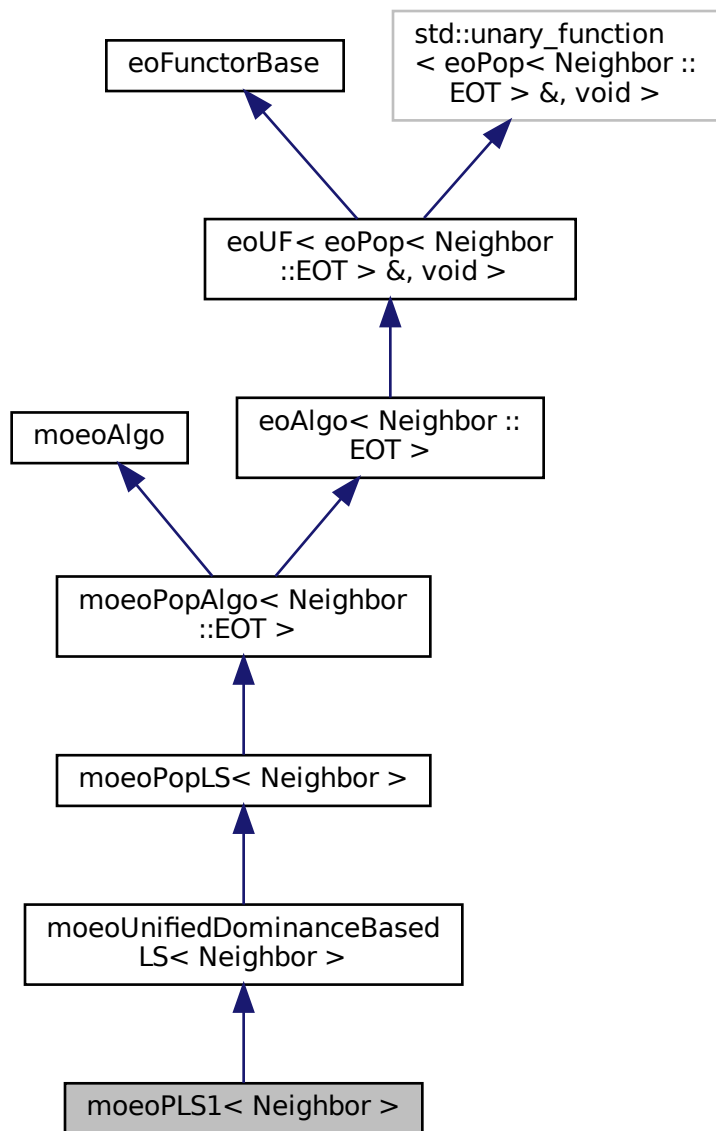 std::unary_function
< eoPop< Neighbor ::
EOT > &, void >
eoFunctorBase
eoUF< eoPop< Neighbor
::EOT > &, void >
eoAlgo< Neighbor ::
EOT >
moeoAlgo
moeoPopAlgo< Neighbor
::EOT >
moeoPopLS< Neighbor >
moeoUnifiedDominanceBased
LS< Neighbor >
moeoPLS1< Neighbor >